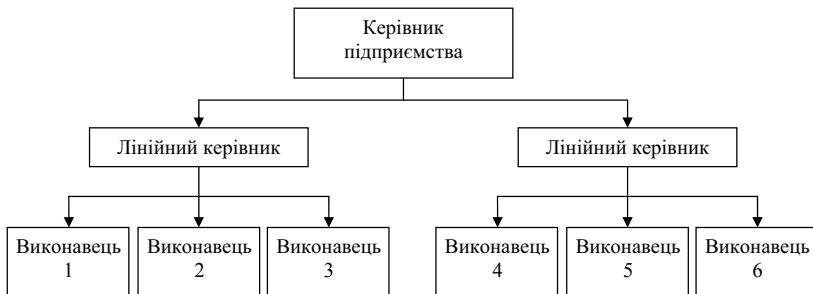 Керівник
підприємства
Лінійний керівник
Лінійний керівник
Виконавець
1
Виконавець
2
Виконавець
3
Виконавець
4
Виконавець
5
Виконавець
6